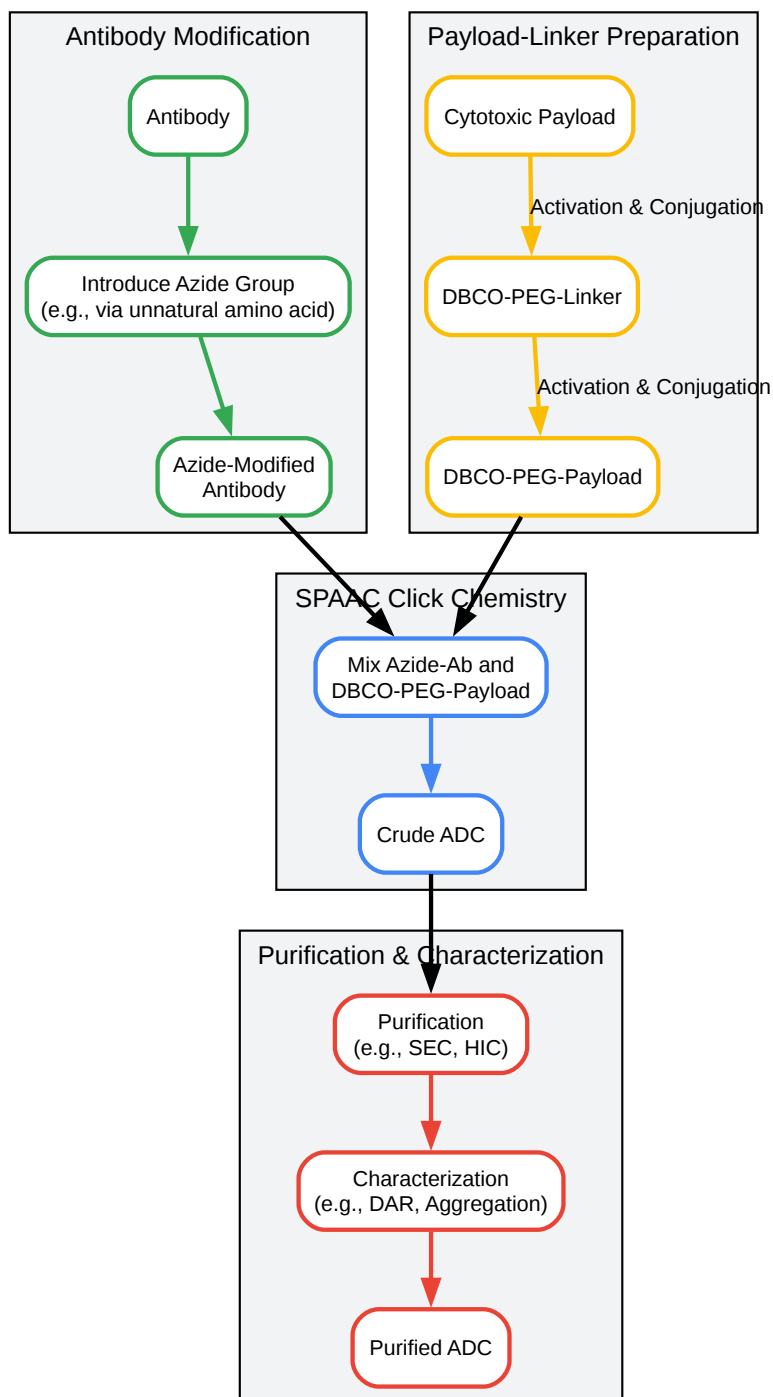 Antibody Modification
Antibody
Introduce Azide Group
(e.g., via unnatural amino acid)
Azide-Modified
Antibody
Payload-Linker Preparation
Cytotoxic Payload
Activation & Conjugation
DBCO-PEG-Linker
Activation & Conjugation
DBCO-PEG-Payload
SPAAC Click Chemistry
Mix Azide-Ab and
DBCO-PEG-Payload
Crude ADC
Purification & Characterization
Purification
(e.g., SEC, HIC)
Characterization
(e.g., DAR, Aggregation)
Purified ADC